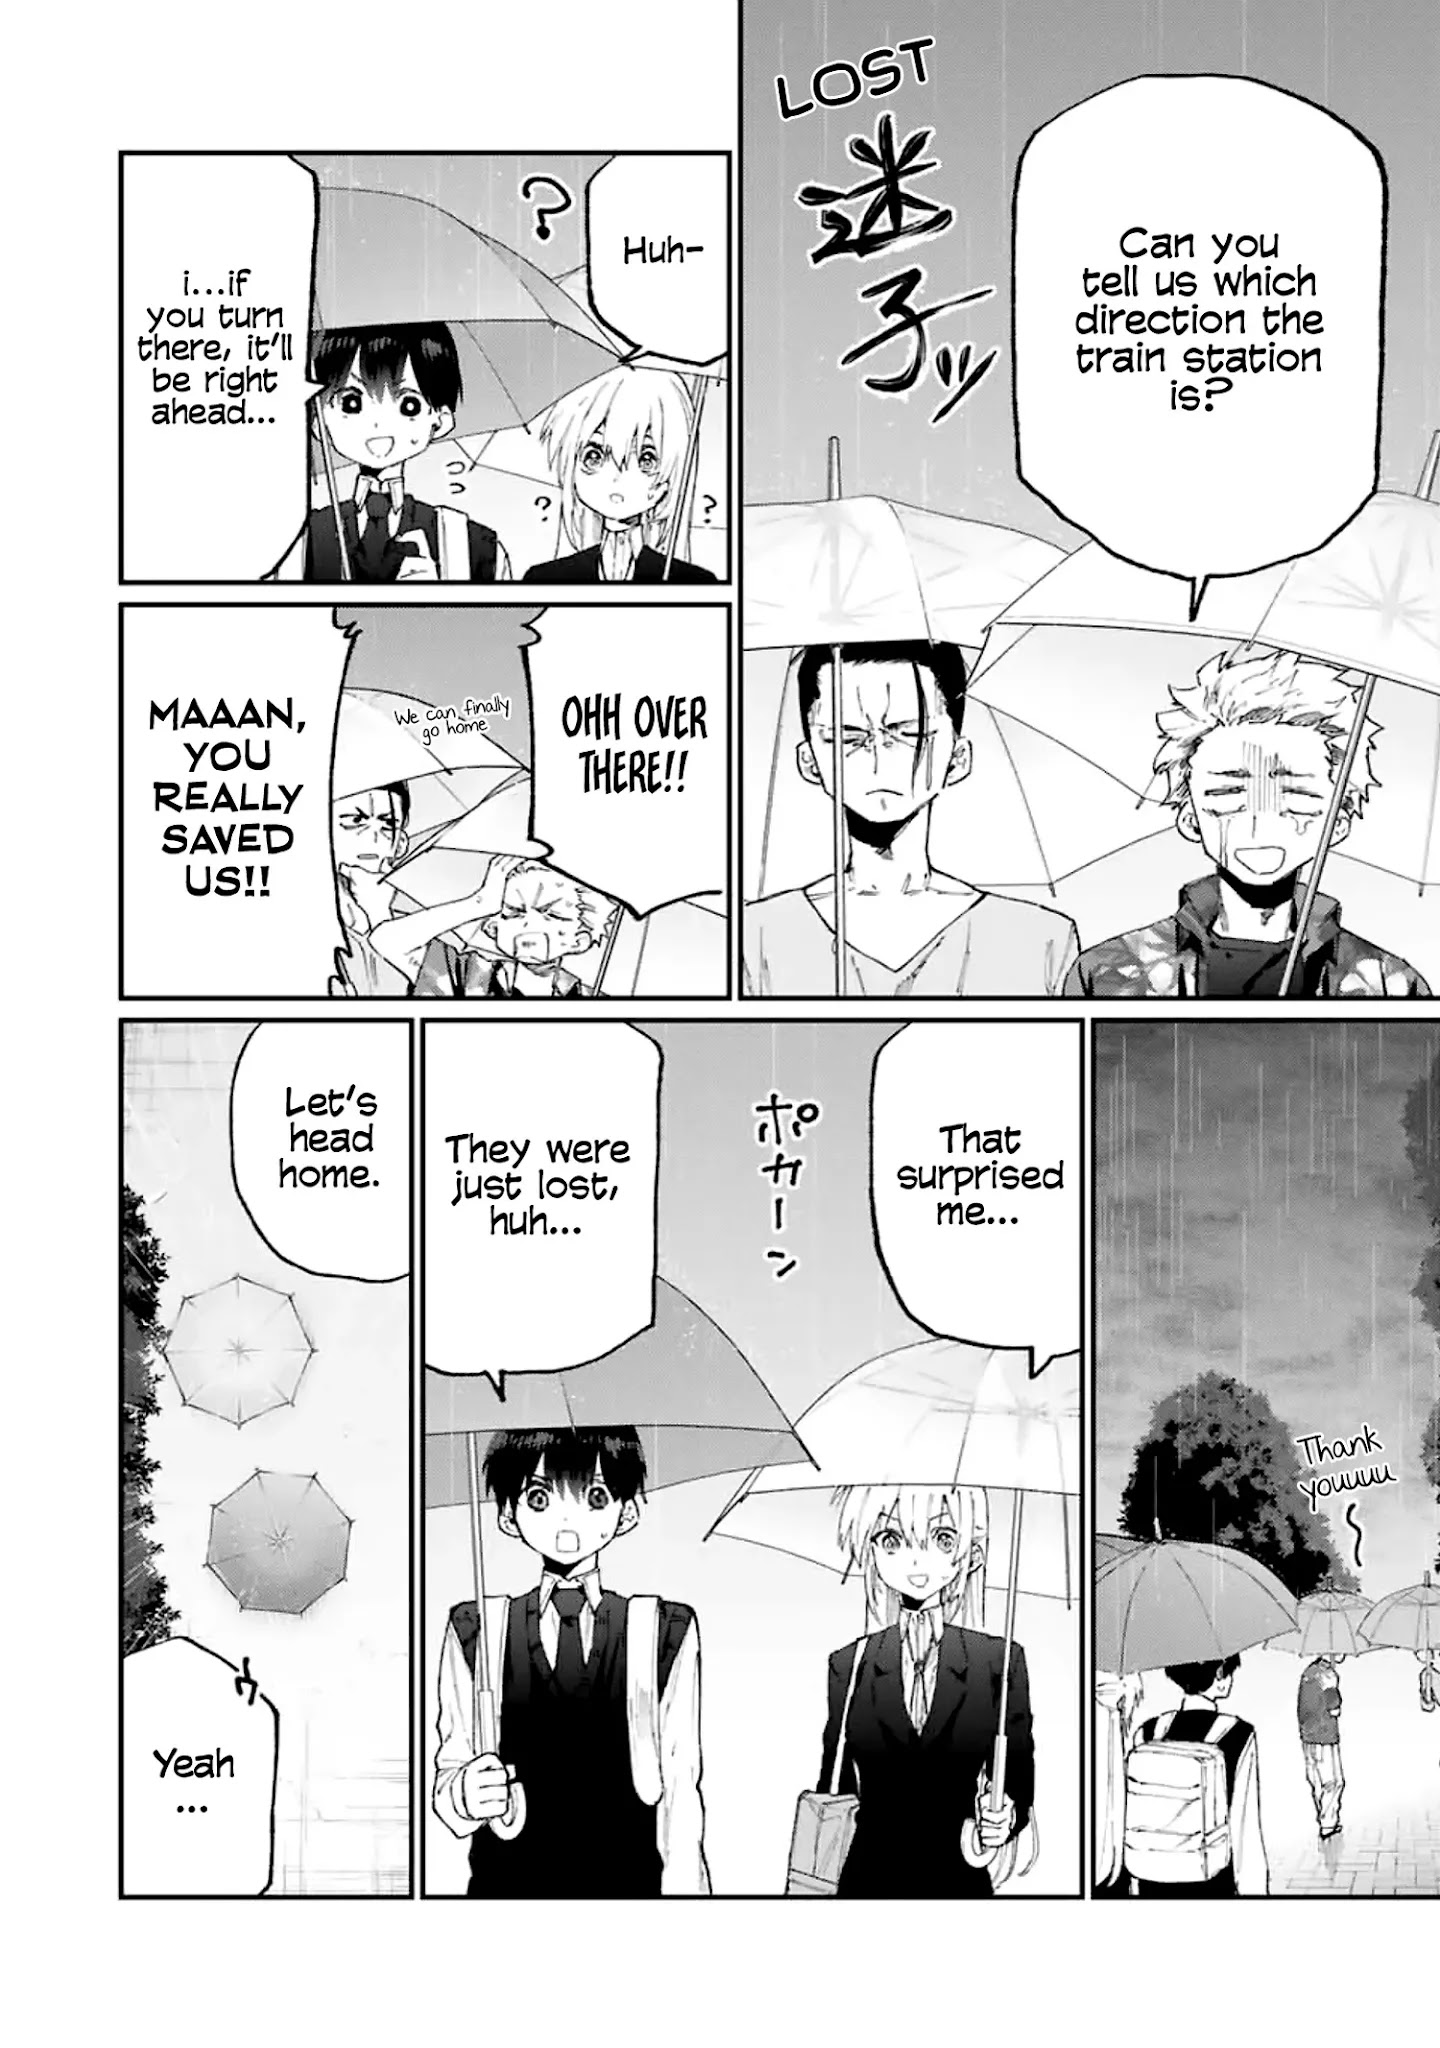 LOST
迷子ッ
Can you
tell us which
direction the
train station
is?
Huh-
?
i...if
you turn
there, it'll
be right
ahead...
?
?
OHH OVER
THERE!!
We can finally
go home
MAAAN,
YOU
REALLY
SAVED
US!!
Thank
youuuu
That
surprised
me...
ポカーン
They were
just lost,
huh...
Let's
head
home.
ウ
Yeah
...